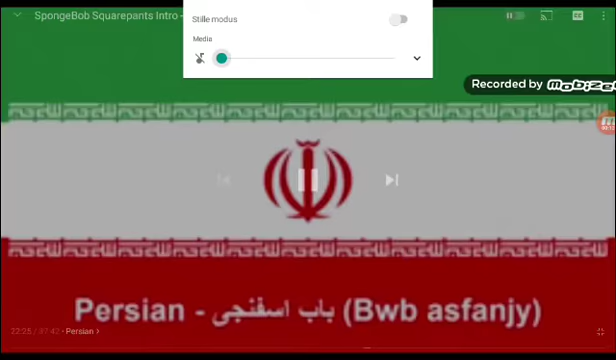 SpongeBob Squarepants Intro -
Stille modus
Media
Recorded by
mobizen
Persian - باب اسفنجی (Bwb asfanjy)
22:25 / 37:42 • Persian >